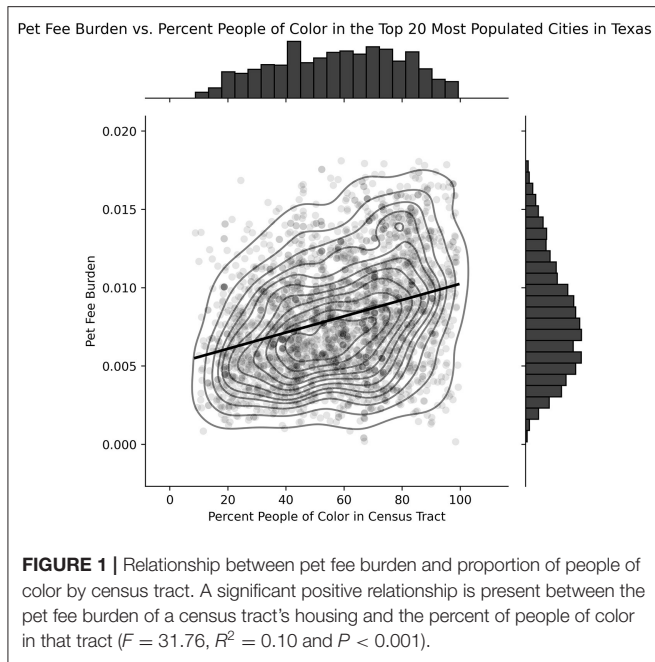 Pet Fee Burden vs. Percent People of Color in the Top 20 Most Populated Cities in Texas
0.020
0.015
0.010
0.005
0.000
Pet Fee Burden
0 20 40 60 80 100
Percent People of Color in Census Tract
FIGURE 1 | Relationship between pet fee burden and proportion of people of
color by census tract. A significant positive relationship is present between the
pet fee burden of a census tract's housing and the percent of people of color
in that tract (F = 31.76, R² = 0.10 and P < 0.001).